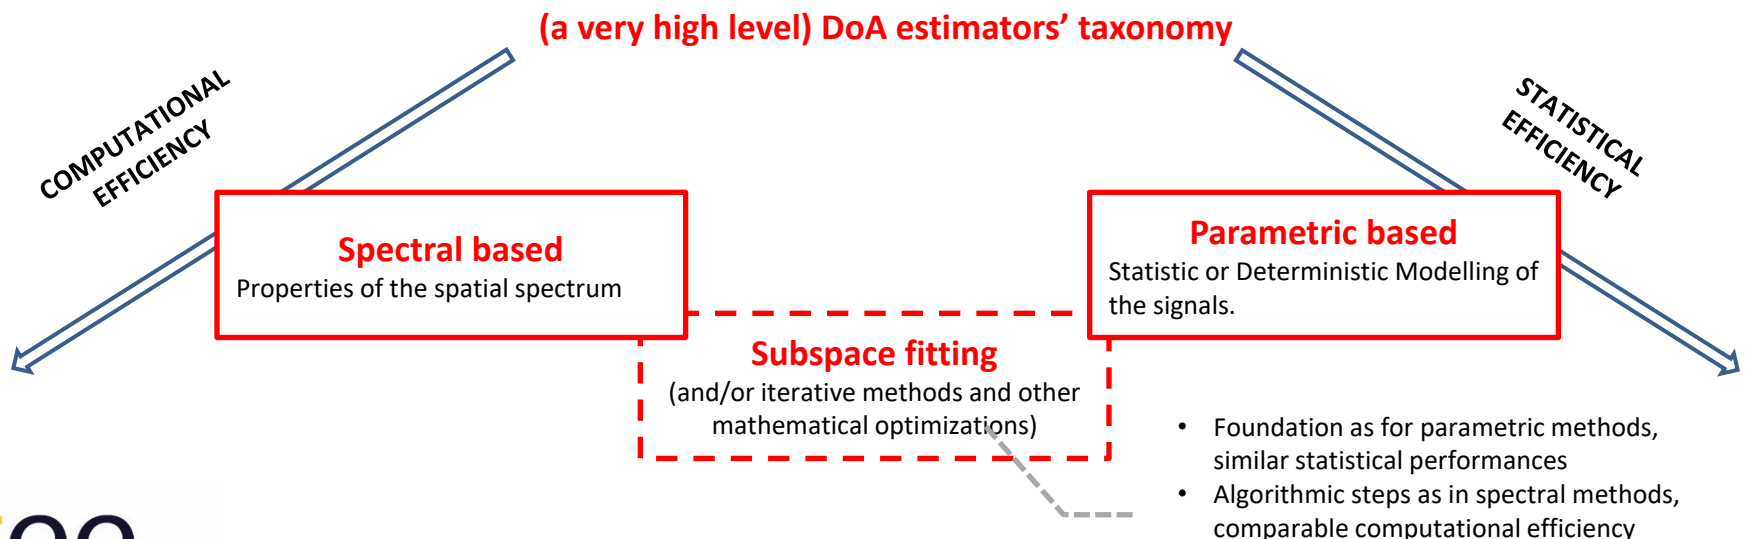 (a very high level) DoA estimators’ taxonomy
COMPUTATIONAL
EFFICIENCY
STATISTICAL
EFFICIENCY
Spectral based
Properties of the spatial spectrum
Parametric based
Statistic or Deterministic Modelling of
the signals.
Subspace fitting
(and/or iterative methods and other
mathematical optimizations)
• Foundation as for parametric methods,
similar statistical performances
• Algorithmic steps as in spectral methods,
comparable computational efficiency